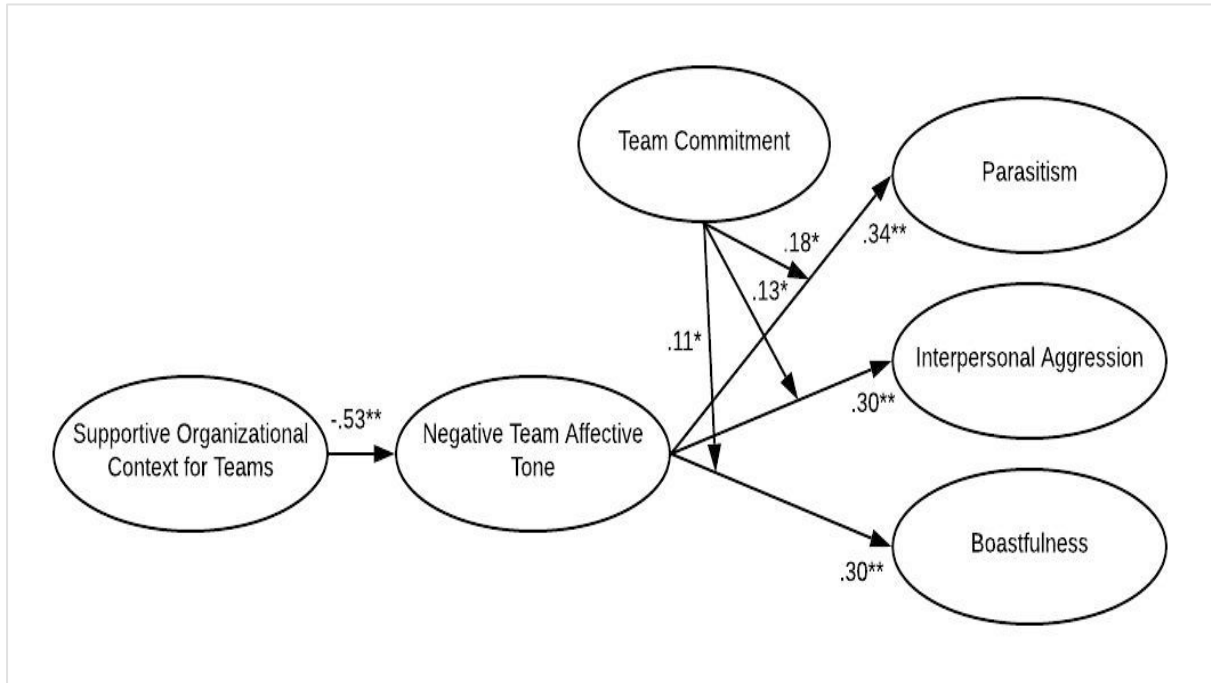 Team Commitment
Parasitism
.18*
.34**
.13*
.11*
Interpersonal Aggression
.30**
-.53**
Supportive Organizational
Context for Teams
Negative Team Affective
Tone
Boastfulness
.30**